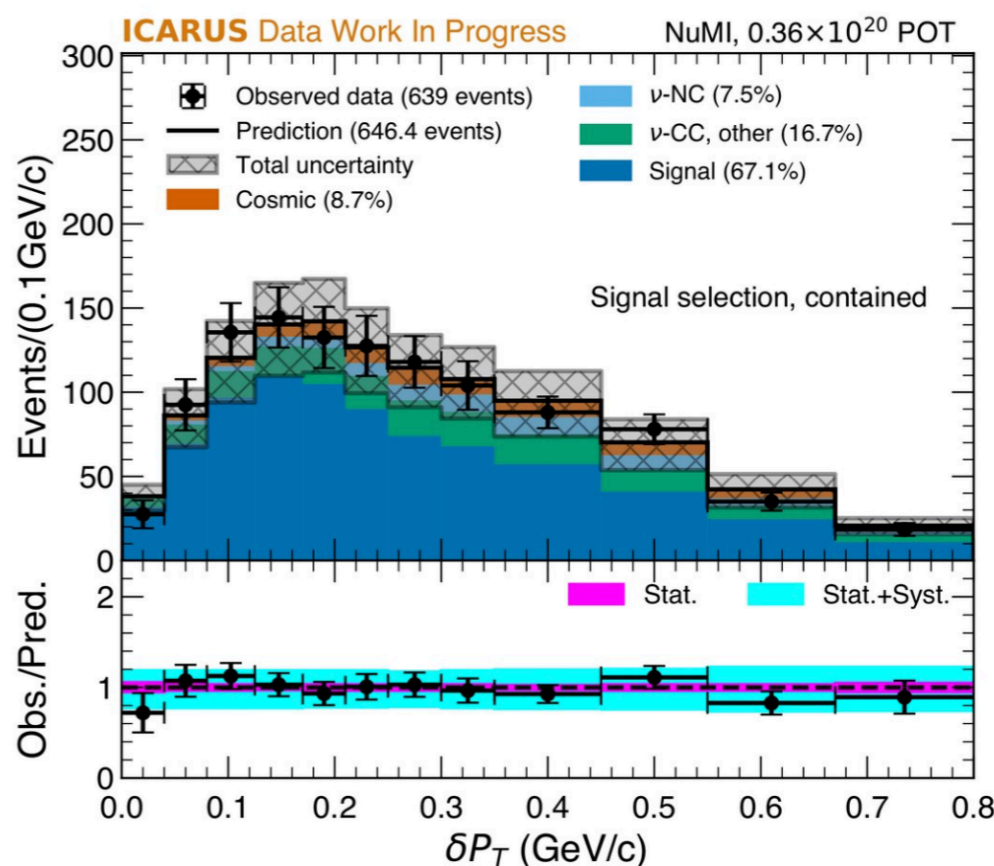 ICARUS Data Work In Progress NuMI, 0.36×10²⁰ POT
Observed data (639 events)
Prediction (646.4 events)
Total uncertainty
Cosmic (8.7%)
ν-NC (7.5%)
ν-CC, other (16.7%)
Signal (67.1%)
Signal selection, contained
Events/(0.1GeV/c)
300
250
200
150
100
50
0
Stat. Stat.+Syst.
Obs./Pred.
2
1
0
0.0 0.1 0.2 0.3 0.4 0.5 0.6 0.7 0.8
δP_T (GeV/c)